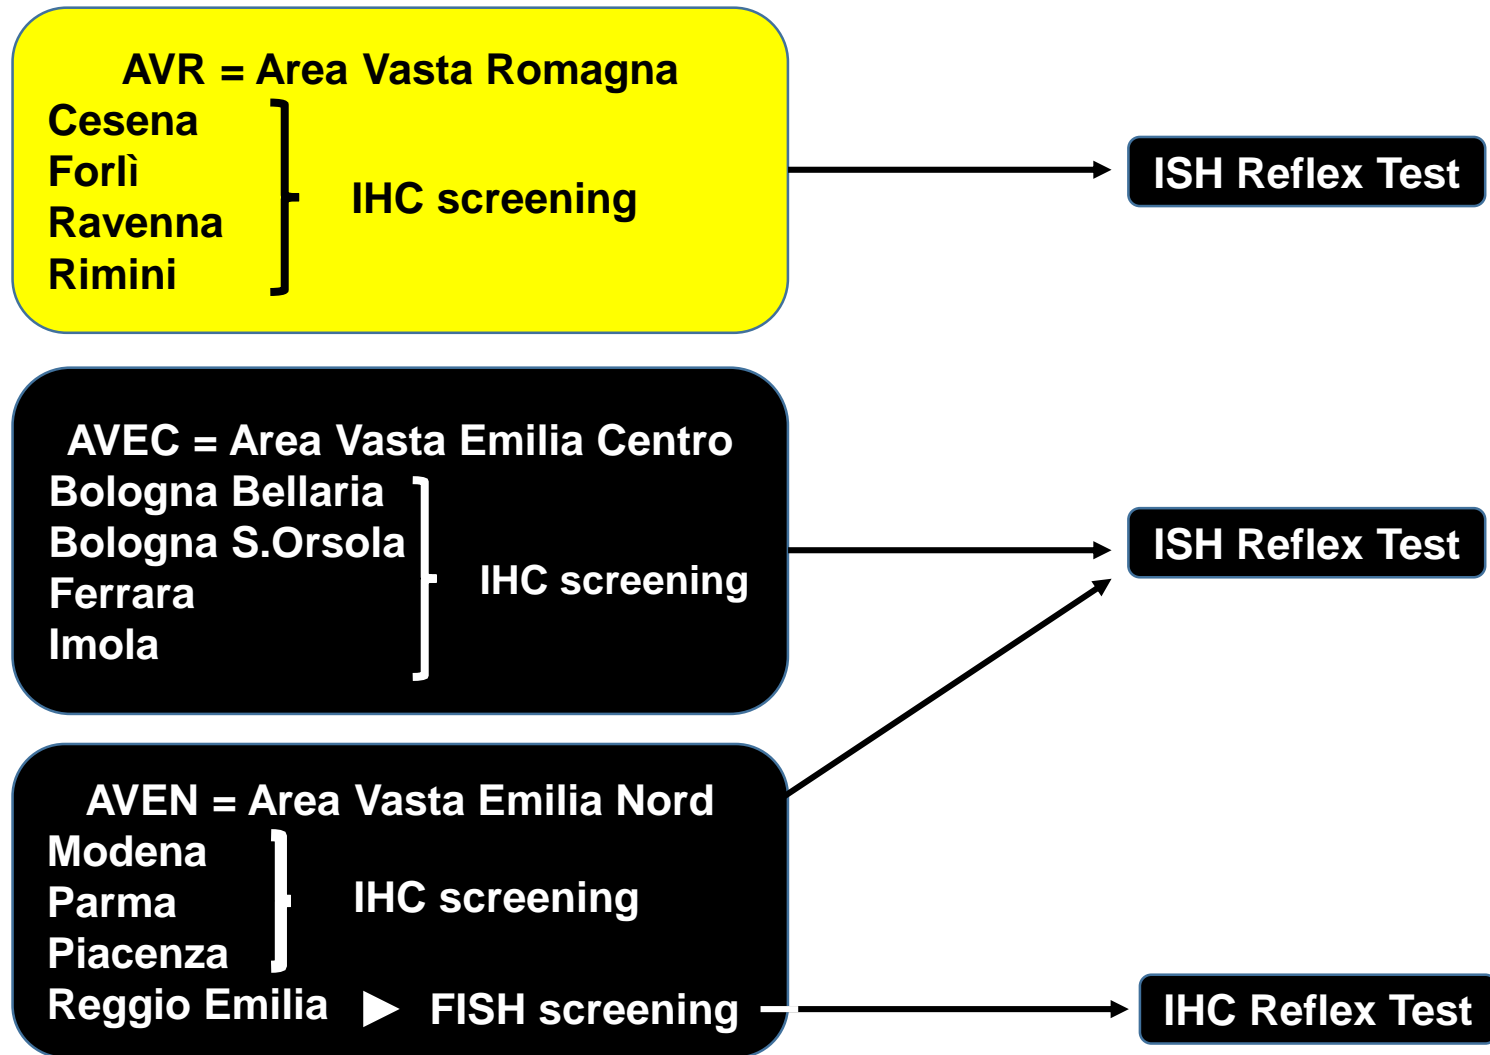 AVR = Area Vasta Romagna
Cesena
Forlì
Ravenna
Rimini
IHC screening
ISH Reflex Test
AVEC = Area Vasta Emilia Centro
Bologna Bellaria
Bologna S.Orsola
Ferrara
Imola
IHC screening
ISH Reflex Test
AVEN = Area Vasta Emilia Nord
Modena
Parma
Piacenza
IHC screening
Reggio Emilia ► FISH screening
IHC Reflex Test